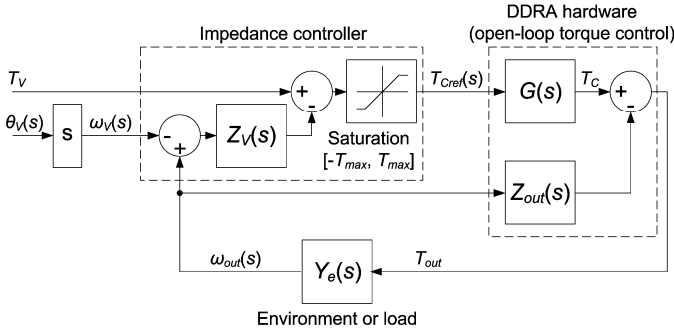 DDRA hardware
(open-loop torque control)
Impedance controller
T_V
+
-
T_Cref(s)
G(s)
T_C
+
-
θ_V(s)
s
ω_V(s)
-
+
Z_V(s)
Saturation
[-T_max, T_max]
Z_out(s)
ω_out(s)
Y_e(s)
T_out
Environment or load